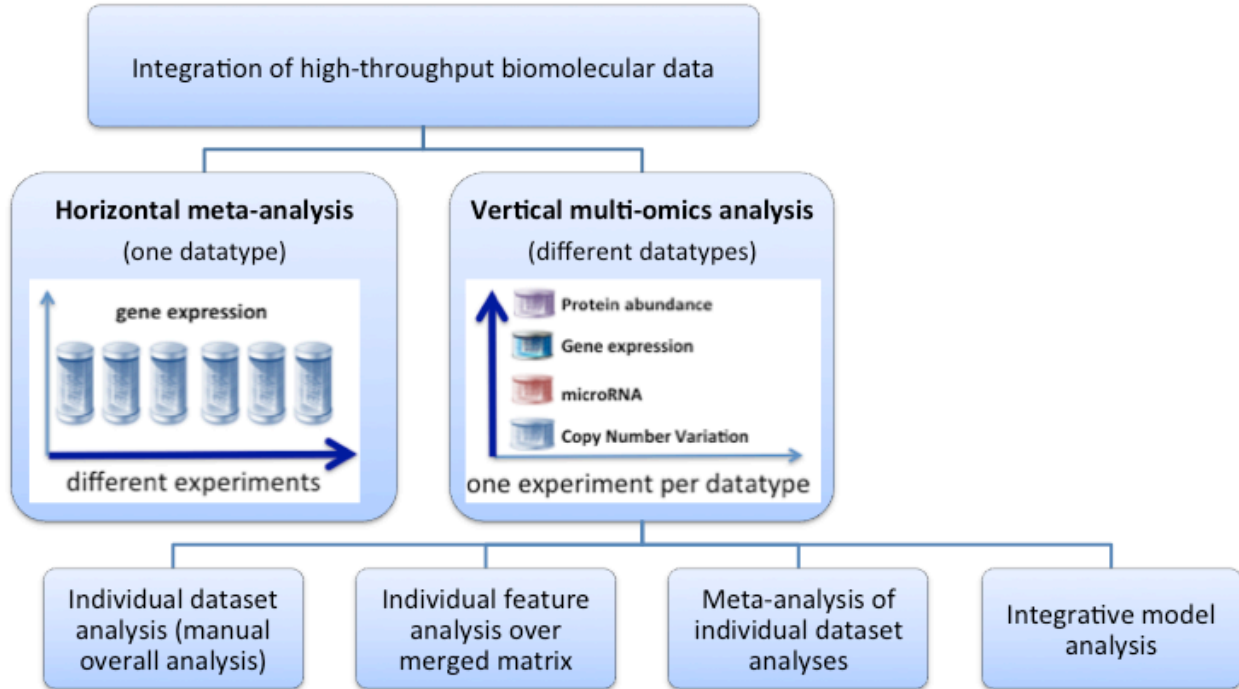 Integration of high-throughput biomolecular data
Horizontal meta-analysis
(one datatype)
gene expression
different experiments
Vertical multi-omics analysis
(different datatypes)
Protein abundance
Gene expression
microRNA
Copy Number Variation
one experiment per datatype
Individual dataset
analysis (manual
overall analysis)
Individual feature
analysis over
merged matrix
Meta-analysis of
individual dataset
analyses
Integrative model
analysis